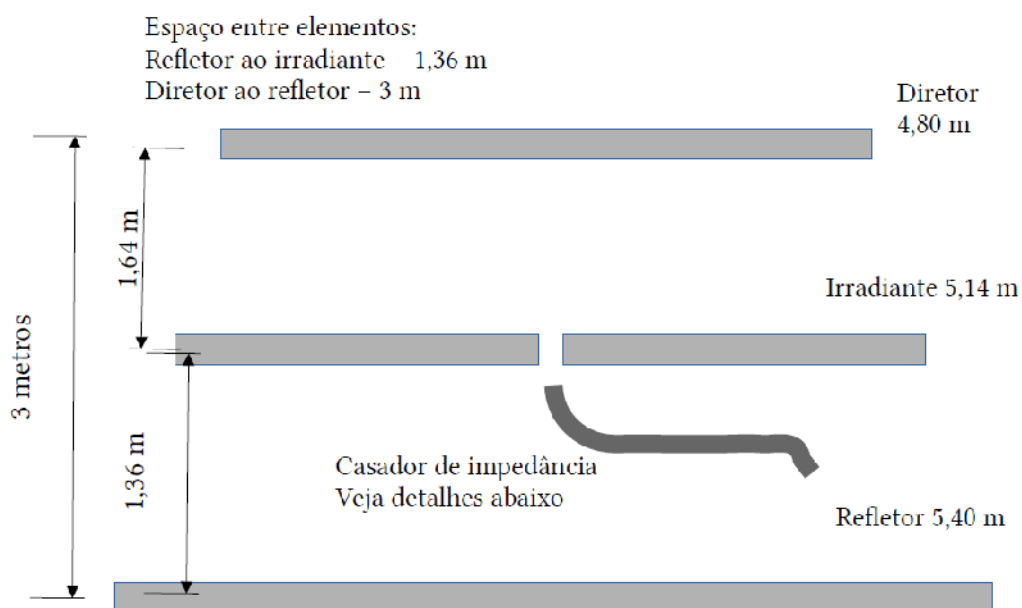 Espaço entre elementos:
Refletor ao irradiante 1,36 m
Diretor ao refletor – 3 m
Diretor
4,80 m
1,64 m
Irradiante 5,14 m
3 metros
1,36 m
Casador de impedância
Veja detalhes abaixo
Refletor 5,40 m